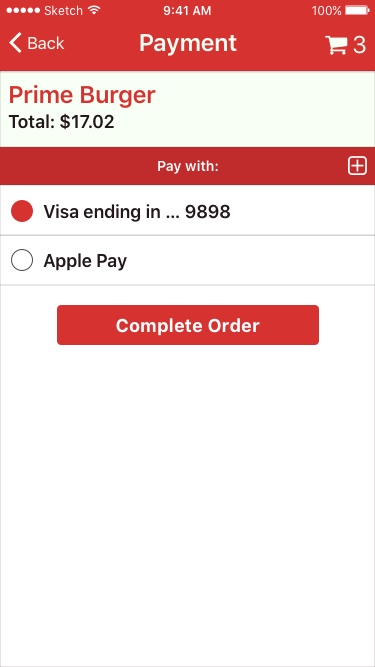 Sketch 9:41 AM 100%
Back Payment 3
Prime Burger
Total: $17.02
Pay with:
Visa ending in ... 9898
Apple Pay
Complete Order